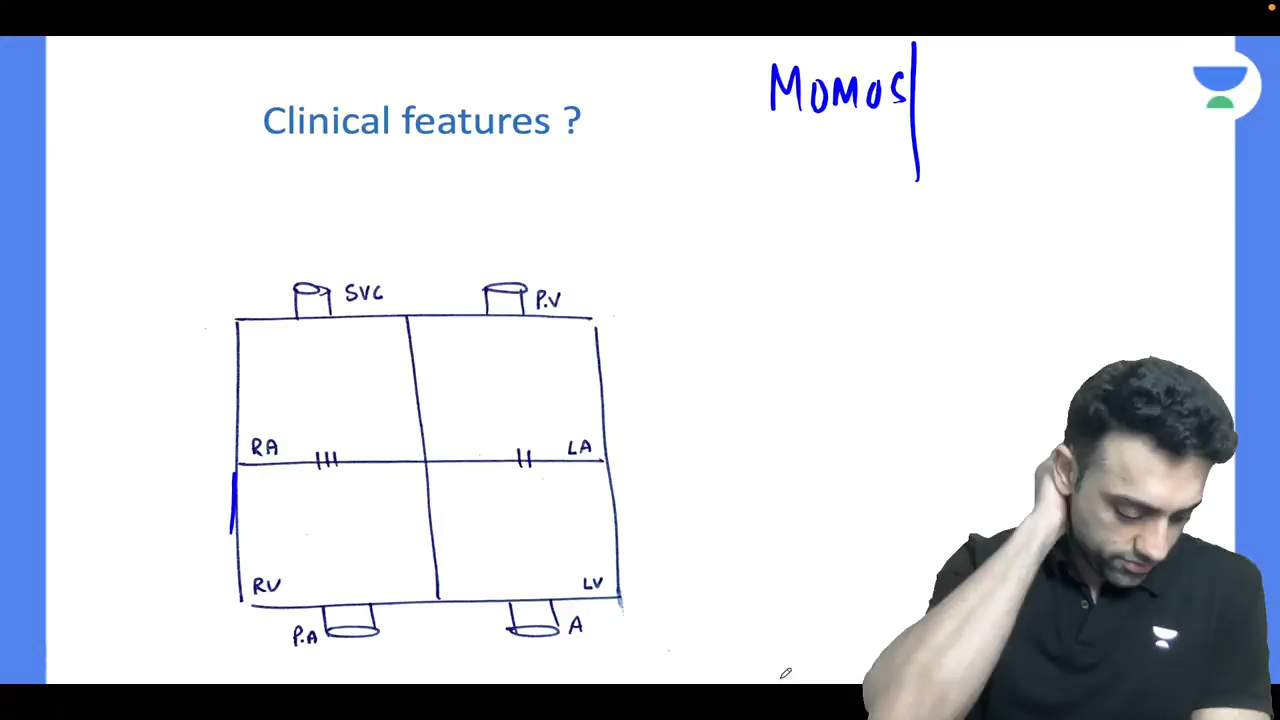 MOMOS
Clinical features ?
SVC
P.V
RA
LA
RV
LV
P.A
A